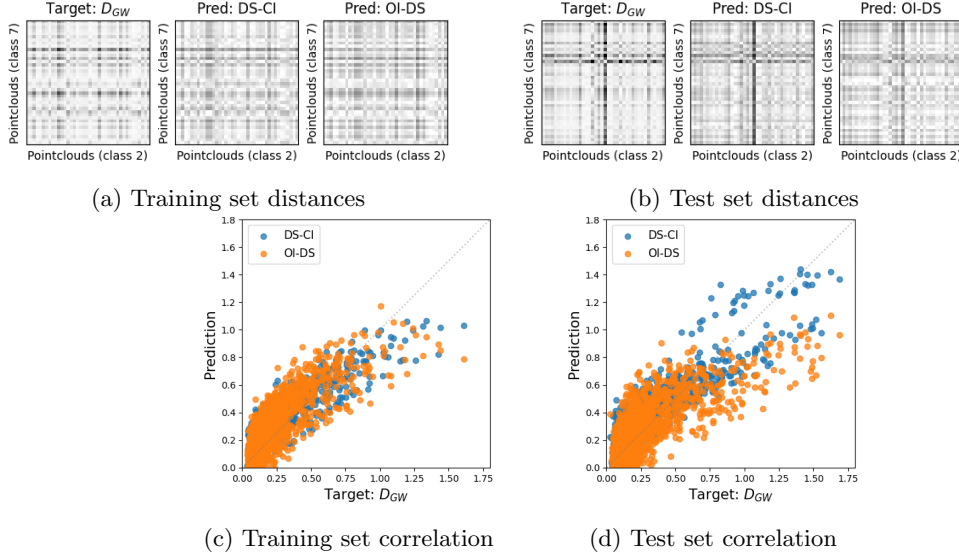 Target: D_GW
Pred: DS-CI
Pred: OI-DS
Pointclouds (class 7)
Pointclouds (class 7)
Pointclouds (class 7)
Pointclouds (class 2)
Pointclouds (class 2)
Pointclouds (class 2)
(a) Training set distances
Target: D_GW
Pred: DS-CI
Pred: OI-DS
Pointclouds (class 7)
Pointclouds (class 7)
Pointclouds (class 7)
Pointclouds (class 2)
Pointclouds (class 2)
Pointclouds (class 2)
(b) Test set distances
DS-CI
OI-DS
Prediction
1.8
1.6
1.4
1.2
1.0
0.8
0.6
0.4
0.2
0.0
0.00 0.25 0.50 0.75 1.00 1.25 1.50 1.75
Target: D_GW
(c) Training set correlation
DS-CI
OI-DS
Prediction
1.8
1.6
1.4
1.2
1.0
0.8
0.6
0.4
0.2
0.0
0.00 0.25 0.50 0.75 1.00 1.25 1.50 1.75
Target: D_GW
(d) Test set correlation